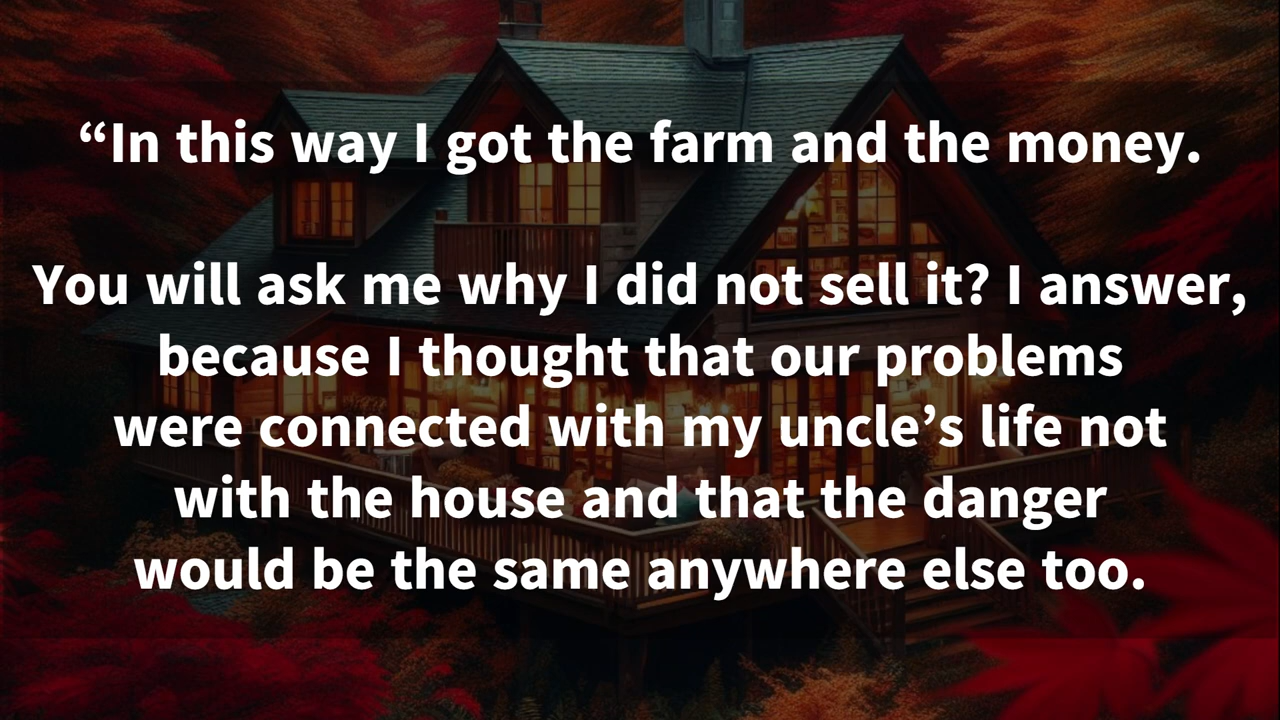 “In this way I got the farm and the money.
You will ask me why I did not sell it? I answer,
because I thought that our problems
were connected with my uncle’s life not
with the house and that the danger
would be the same anywhere else too.